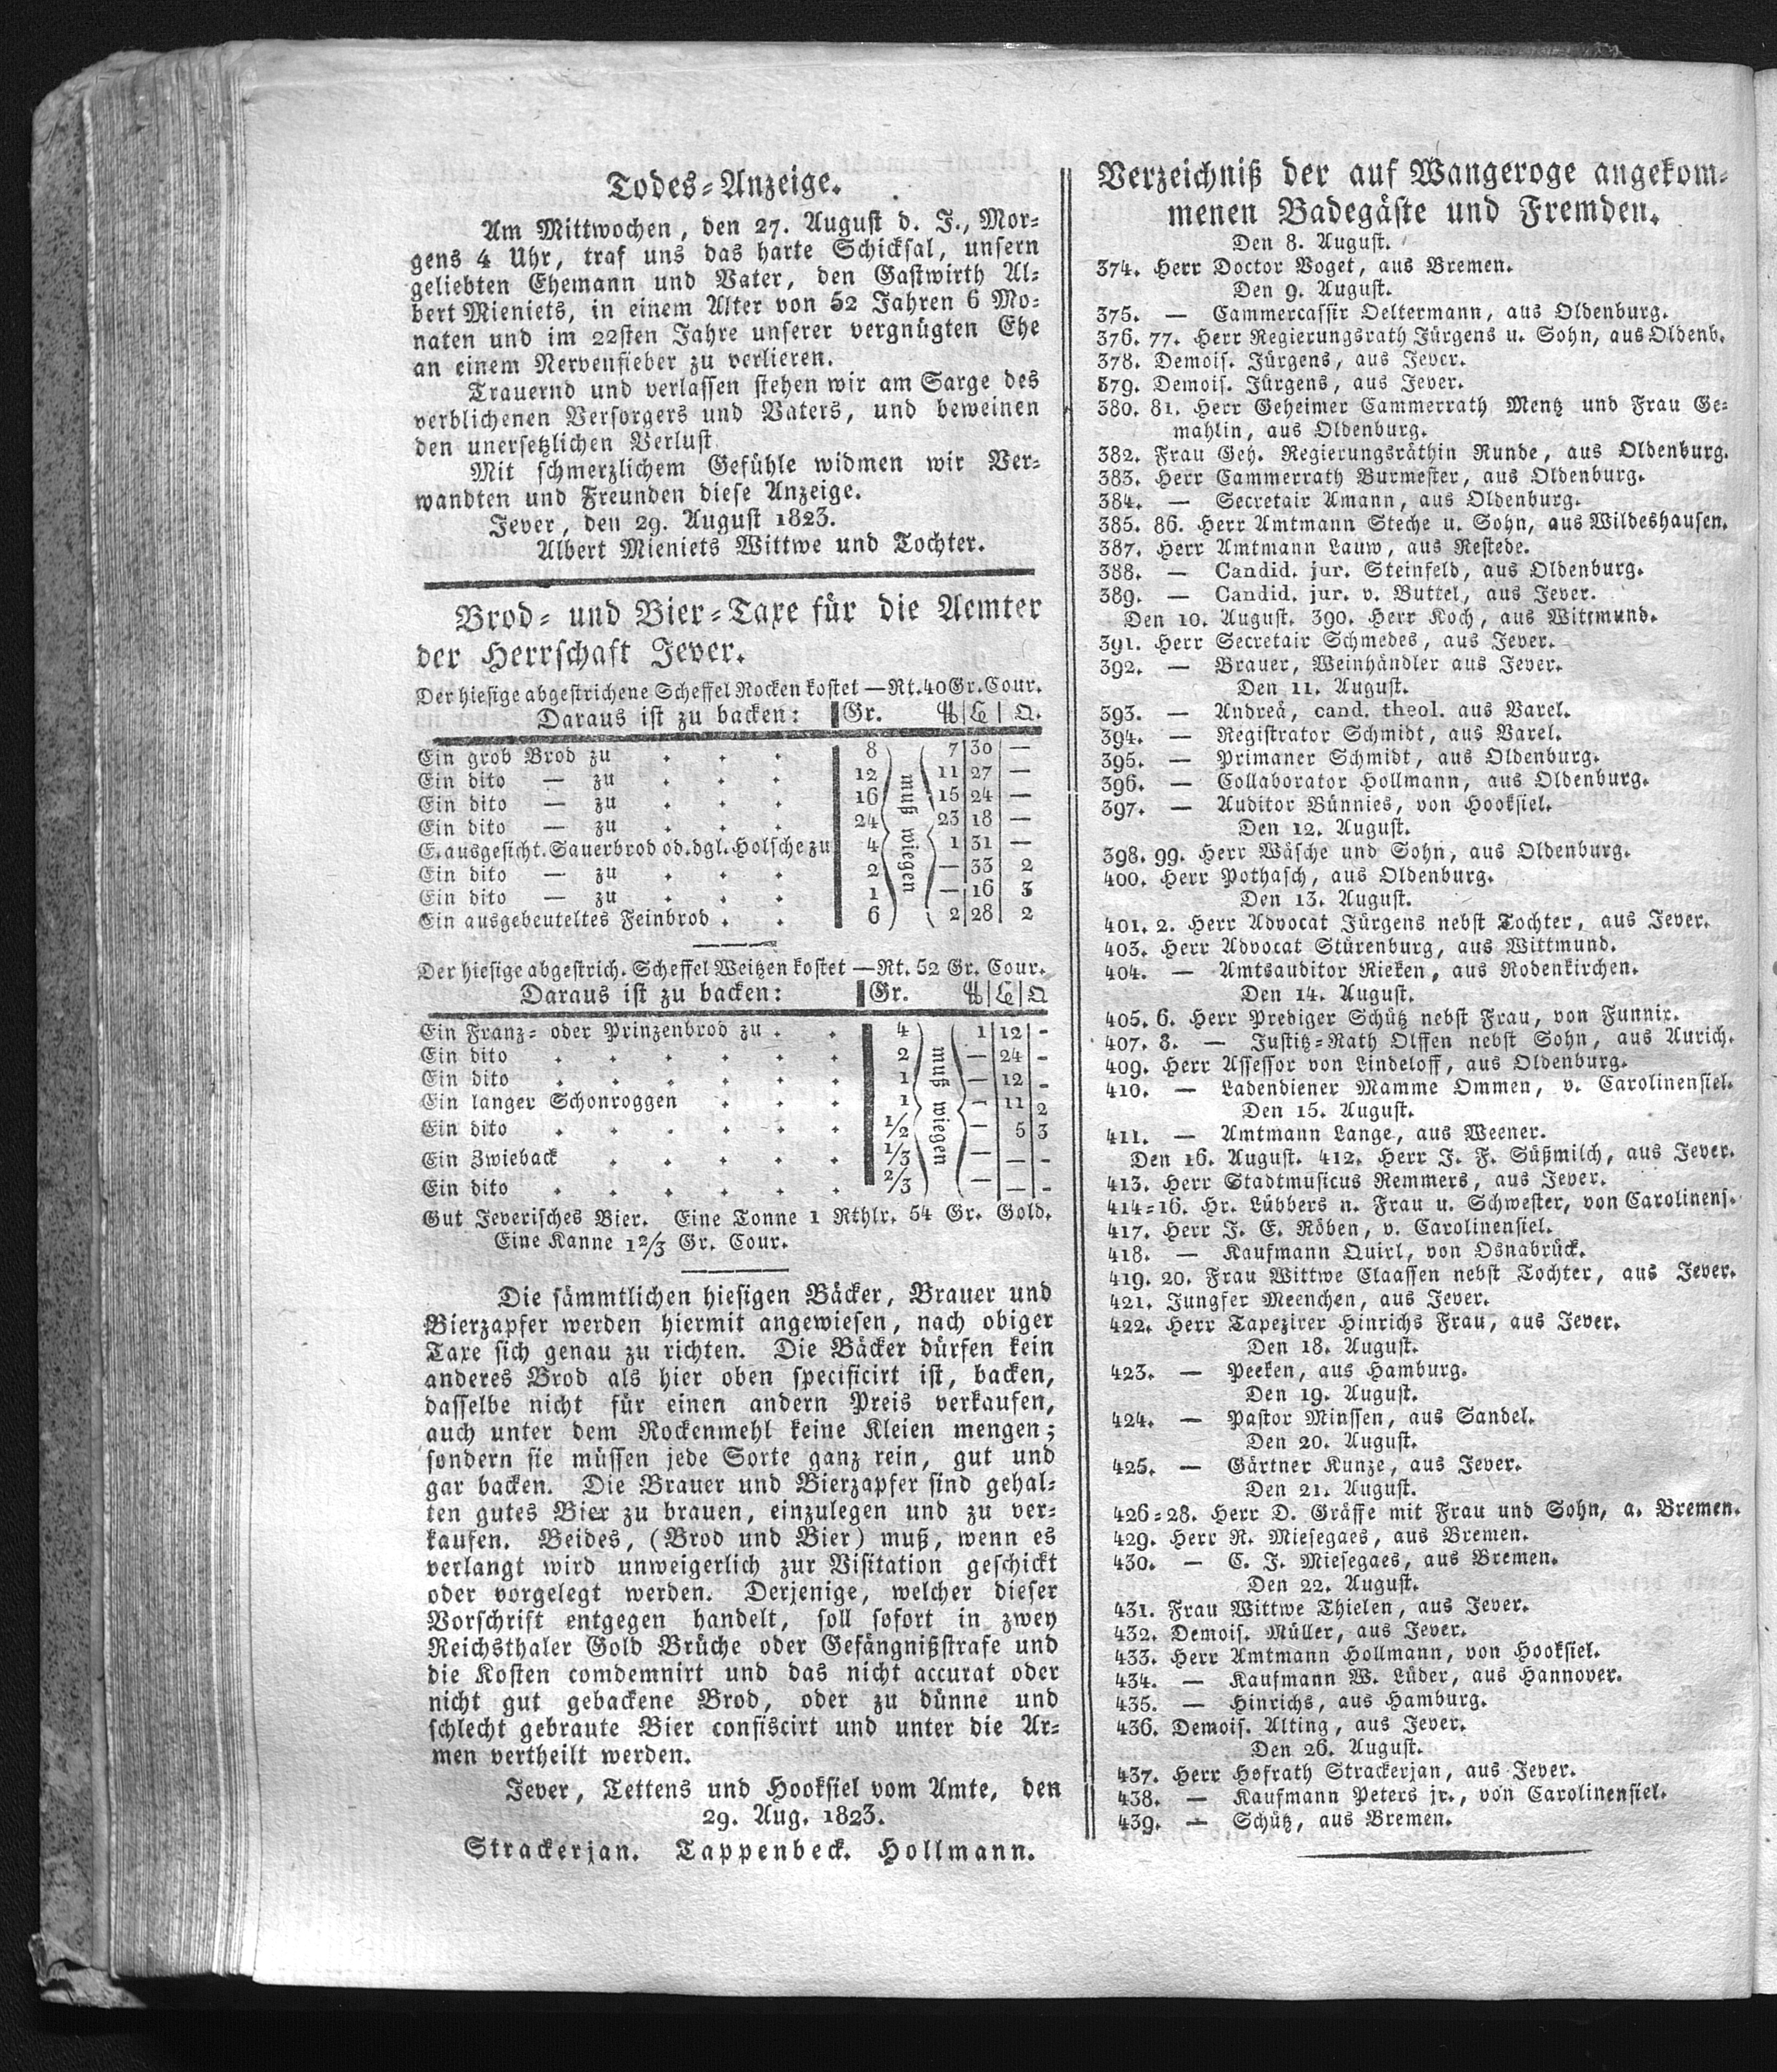 Todes-Anzeige.
Am Mittwochen, den 27. August d. J., Mor-
gens 4 Uhr, traf uns das harte Schicksal, unsern
geliebten Ehemann und Vater, den Gastwirth Al-
bert Mieniets, in einem Alter von 52 Jahren 6 Mo-
naten und im 22sten Jahre unserer vergnügten Ehe
an einem Nervenfieber zu verlieren.
Trauernd und verlassen stehen wir am Sarge des
verblichenen Versorgers und Vaters, und beweinen
den unersetzlichen Verlust
Mit schmerzlichem Gefühle widmen wir Ver-
wandten und Freunden diese Anzeige.
Jever, den 29. August 1823.
Albert Mieniets Wittwe und Tochter.
Brod- und Bier-Taxe für die Aemter
der Herrschaft Jever.
Der hiesige abgestrichene Scheffel Rocken kostet — Rt. 40 Gr. Cour.
Daraus ist zu backen: Gr. ℔ | L | Q.
Ein grob Brod zu 8 7 30 —
Ein dito — zu 12 11 27 —
Ein dito — zu 16 15 24 —
Ein dito — zu 24 23 18 —
E. ausgesicht. Sauerbrod od. dgl. Holsche zu 4 1 31 —
Ein dito — zu 2 — 33 2
Ein dito — zu 1 — 16 3
Ein ausgebeuteltes Feinbrod 6 2 28 2
muß wiegen
Der hiesige abgestrich. Scheffel Weitzen kostet — Rt. 52 Gr. Cour.
Daraus ist zu backen: Gr. ℔ | L | Q
Ein Franz- oder Prinzenbrod zu 4 1 12 -
Ein dito 2 — 24 -
Ein dito 1 — 12 -
Ein langer Schonroggen 1 — 11 2
Ein dito 1/2 — 5 3
Ein Zwieback 1/3 — — -
Ein dito 2/3 — — -
muß wiegen
Gut Jeverisches Bier. Eine Tonne 1 Rthlr. 54 Gr. Gold.
Eine Kanne 1 2/3 Gr. Cour.
Die sämmtlichen hiesigen Bäcker, Brauer und
Bierzapfer werden hiermit angewiesen, nach obiger
Taxe sich genau zu richten. Die Bäcker dürfen kein
anderes Brod als hier oben specificirt ist, backen,
dasselbe nicht für einen andern Preis verkaufen,
auch unter dem Rockenmehl keine Kleien mengen;
sondern sie müssen jede Sorte ganz rein, gut und
gar backen. Die Brauer und Bierzapfer sind gehal-
ten gutes Bier zu brauen, einzulegen und zu ver-
kaufen. Beides, (Brod und Bier) muß, wenn es
verlangt wird unweigerlich zur Visitation geschickt
oder vorgelegt werden. Derjenige, welcher dieser
Vorschrift entgegen handelt, soll sofort in zwey
Reichsthaler Gold Brüche oder Gefängnißstrafe und
die Kosten comdemnirt und das nicht accurat oder
nicht gut gebackene Brod, oder zu dünne und
schlecht gebraute Bier confiscirt und unter die Ar-
men vertheilt werden.
Jever, Tettens und Hooksiel vom Amte, den
29. Aug. 1823.
Strackerjan. Tappenbeck. Hollmann.
Verzeichniß der auf Wangeroge angekom-
menen Badegäste und Fremden.
Den 8. August.
374. Herr Doctor Voget, aus Bremen.
Den 9. August.
375. — Cammercassir Oeltermann, aus Oldenburg.
376. 77. Herr Regierungsrath Jürgens u. Sohn, aus Oldenb.
378. Demois. Jürgens, aus Jever.
379. Demois. Jürgens, aus Jever.
380. 81. Herr Geheimer Cammerrath Mentz und Frau Ge-
mahlin, aus Oldenburg.
382. Frau Geh. Regierungsräthin Runde, aus Oldenburg.
383. Herr Cammerrath Burmester, aus Oldenburg.
384. — Secretair Amann, aus Oldenburg.
385. 86. Herr Amtmann Steche u. Sohn, aus Wildeshausen.
387. Herr Amtmann Lauw, aus Restede.
388. — Candid. jur. Steinfeld, aus Oldenburg.
389. — Candid. jur. v. Buttel, aus Jever.
Den 10. August. 390. Herr Koch, aus Wittmund.
391. Herr Secretair Schmedes, aus Jever.
392. — Brauer, Weinhändler aus Jever.
Den 11. August.
393. — Andreä, cand. theol. aus Varel.
394. — Registrator Schmidt, aus Varel.
395. — Primaner Schmidt, aus Oldenburg.
396. — Collaborator Hollmann, aus Oldenburg.
397. — Auditor Bünnies, von Hooksiel.
Den 12. August.
398. 99. Herr Wäsche und Sohn, aus Oldenburg.
400. Herr Pothasch, aus Oldenburg.
Den 13. August.
401. 2. Herr Advocat Jürgens nebst Tochter, aus Jever.
403. Herr Advocat Stürenburg, aus Wittmund.
404. — Amtsauditor Rieken, aus Rodenkirchen.
Den 14. August.
405. 6. Herr Prediger Schütz nebst Frau, von Funnix.
407. 8. — Justitz-Rath Olffen nebst Sohn, aus Aurich.
409. Herr Assessor von Lindeloff, aus Oldenburg.
410. — Ladendiener Mamme Ommen, v. Carolinensiel.
Den 15. August.
411. — Amtmann Lange, aus Weener.
Den 16. August. 412. Herr J. F. Süßmilch, aus Jever.
413. Herr Stadtmusicus Remmers, aus Jever.
414-16. Hr. Lübbers n. Frau u. Schwester, von Carolinens.
417. Herr J. E. Röben, v. Carolinensiel.
418. — Kaufmann Quirl, von Osnabrück.
419. 20. Frau Wittwe Claassen nebst Tochter, aus Jever.
421. Jungfer Meenchen, aus Jever.
422. Herr Tapezirer Hinrichs Frau, aus Jever.
Den 18. August.
423. — Peeken, aus Hamburg.
Den 19. August.
424. — Pastor Minssen, aus Sandel.
Den 20. August.
425. — Gärtner Kunze, aus Jever.
Den 21. August.
426-28. Herr D. Gräffe mit Frau und Sohn, a. Bremen.
429. Herr R. Miesegaes, aus Bremen.
430. — C. J. Miesegaes, aus Bremen.
Den 22. August.
431. Frau Wittwe Thielen, aus Jever.
432. Demois. Müller, aus Jever.
433. Herr Amtmann Hollmann, von Hooksiel.
434. — Kaufmann W. Lüder, aus Hannover.
435. — Hinrichs, aus Hamburg.
436. Demois. Alting, aus Jever.
Den 26. August.
437. Herr Hofrath Strackerjan, aus Jever.
438. — Kaufmann Peters jr., von Carolinensiel.
439. — Schütz, aus Bremen.